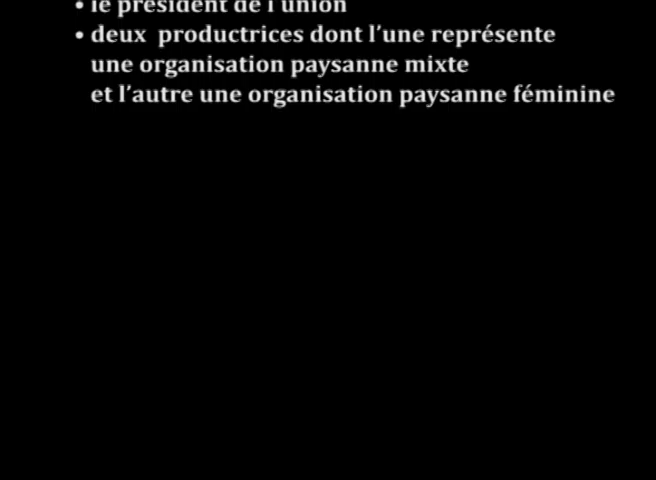 • le président de l'union
• deux productrices dont l'une représente
une organisation paysanne mixte
et l'autre une organisation paysanne féminine